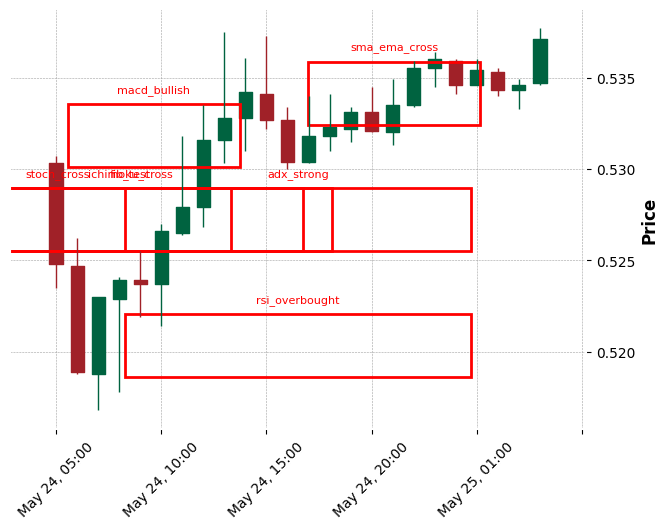 sma_ema_cross
macd_bullish
0.535
0.530
stoch_cross
ichimoku_cross
adx_strong
0.525
rsi_overbought
0.520
Price
May 24, 05:00
May 24, 10:00
May 24, 15:00
May 24, 20:00
May 25, 01:00